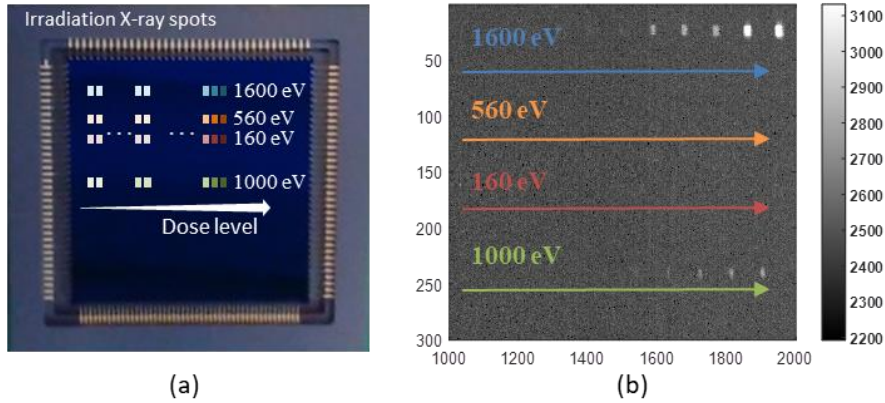 Irradiation X-ray spots
1600 eV
560 eV
160 eV
1000 eV
Dose level
(a)
1600 eV
560 eV
160 eV
1000 eV
50
100
150
200
250
300
1000
1200
1400
1600
1800
2000
3100
3000
2900
2800
2700
2600
2500
2400
2300
2200
(b)